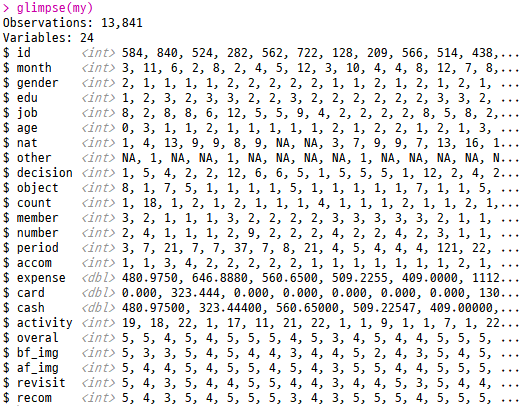 > glimpse(my)
Observations: 13,841
Variables: 24
$ id <int> 584, 840, 524, 282, 562, 722, 128, 209, 566, 514, 438,...
$ month <int> 3, 11, 6, 2, 8, 2, 4, 5, 12, 3, 10, 4, 4, 8, 12, 7, 8,...
$ gender <int> 2, 1, 1, 1, 1, 2, 2, 2, 2, 2, 1, 1, 2, 1, 2, 1, 2, 1, ...
$ edu <int> 1, 2, 3, 2, 3, 3, 2, 2, 3, 2, 2, 2, 2, 2, 2, 3, 3, 2, ...
$ job <int> 8, 2, 8, 8, 6, 12, 5, 5, 9, 4, 2, 2, 2, 2, 8, 5, 8, 2,...
$ age <int> 0, 3, 1, 1, 2, 1, 1, 1, 1, 1, 2, 1, 2, 2, 1, 2, 1, 3, ...
$ nat <int> 1, 4, 13, 9, 9, 8, 9, NA, NA, 3, 7, 9, 9, 7, 13, 16, 1...
$ other <int> NA, 1, NA, NA, 1, NA, NA, NA, NA, 1, NA, NA, NA, NA, N...
$ decision <int> 1, 5, 4, 2, 2, 12, 6, 6, 5, 1, 5, 5, 5, 1, 12, 2, 4, 2...
$ object <int> 8, 1, 7, 5, 1, 1, 1, 1, 5, 1, 1, 1, 1, 1, 7, 1, 1, 5, ...
$ count <int> 1, 18, 1, 2, 1, 2, 1, 1, 1, 4, 1, 1, 1, 2, 1, 1, 2, 1,...
$ member <int> 3, 2, 1, 1, 1, 3, 2, 2, 2, 2, 3, 3, 3, 3, 3, 2, 1, 1, ...
$ number <int> 2, 4, 1, 1, 1, 2, 9, 2, 2, 2, 4, 2, 2, 4, 2, 3, 1, 1, ...
$ period <int> 3, 7, 21, 7, 7, 37, 7, 8, 21, 4, 5, 4, 4, 4, 121, 22, ...
$ accom <int> 1, 1, 3, 4, 2, 2, 2, 2, 2, 1, 1, 1, 1, 1, 1, 1, 2, 1, ...
$ expense <dbl> 480.9750, 646.8880, 560.6500, 509.2255, 409.0000, 1112...
$ card <dbl> 0.000, 323.444, 0.000, 0.000, 0.000, 0.000, 0.000, 130...
$ cash <dbl> 480.97500, 323.44400, 560.65000, 509.22547, 409.00000,...
$ activity <int> 19, 18, 22, 1, 17, 11, 21, 22, 1, 1, 9, 1, 1, 7, 1, 22...
$ overal <int> 5, 5, 4, 5, 4, 5, 5, 5, 4, 5, 3, 4, 5, 4, 4, 5, 5, 5, ...
$ bf_img <int> 5, 3, 3, 5, 4, 5, 4, 4, 3, 4, 4, 5, 2, 4, 3, 5, 4, 5, ...
$ af_img <int> 5, 4, 4, 5, 4, 5, 5, 4, 4, 5, 4, 5, 4, 4, 4, 5, 5, 5, ...
$ revisit <int> 5, 4, 3, 5, 4, 4, 5, 5, 4, 3, 4, 4, 5, 3, 5, 5, 4, 4, ...
$ recom <int> 5, 4, 3, 5, 4, 5, 5, 5, 3, 4, 3, 4, 5, 4, 4, 5, 5, 5, ...